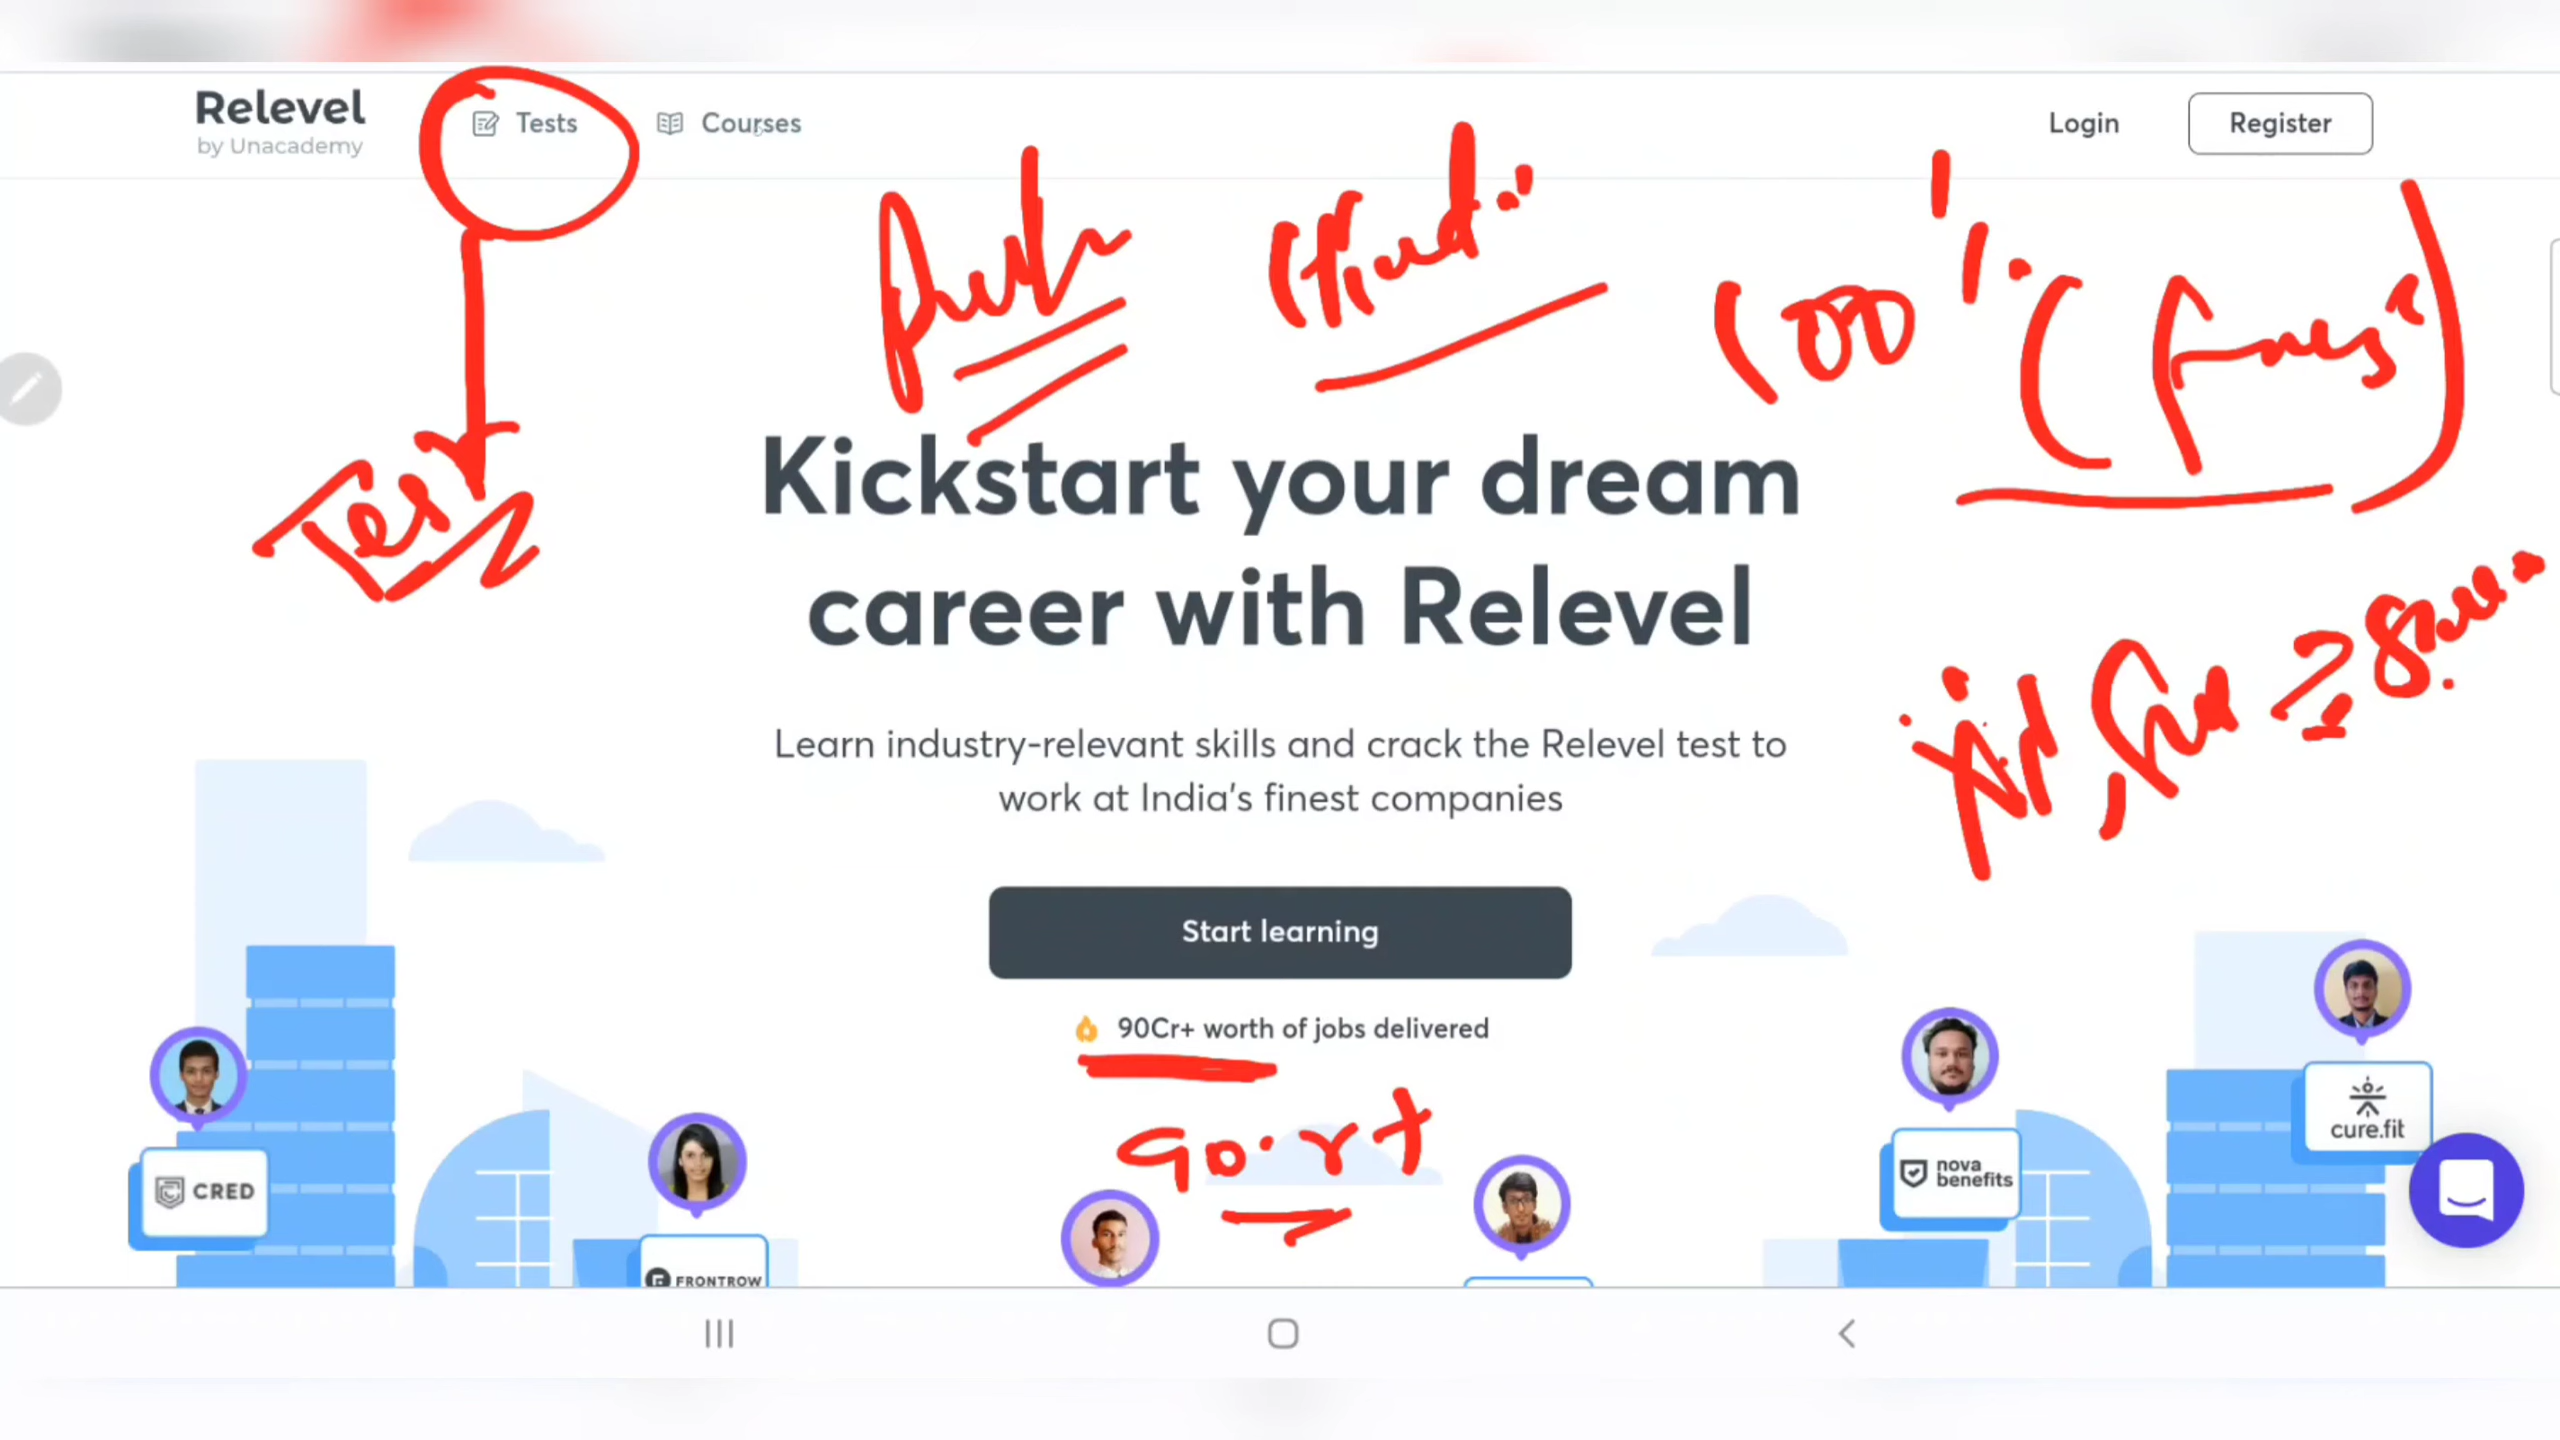 Relevel
by Unacademy
Tests
Courses
Login
Register
100%
Test
Kickstart your dream
career with Relevel
Learn industry-relevant skills and crack the Relevel test to
work at India's finest companies
Start learning
90Cr+ worth of jobs delivered
CRED
FRONTROW
nova
benefits
cure.fit